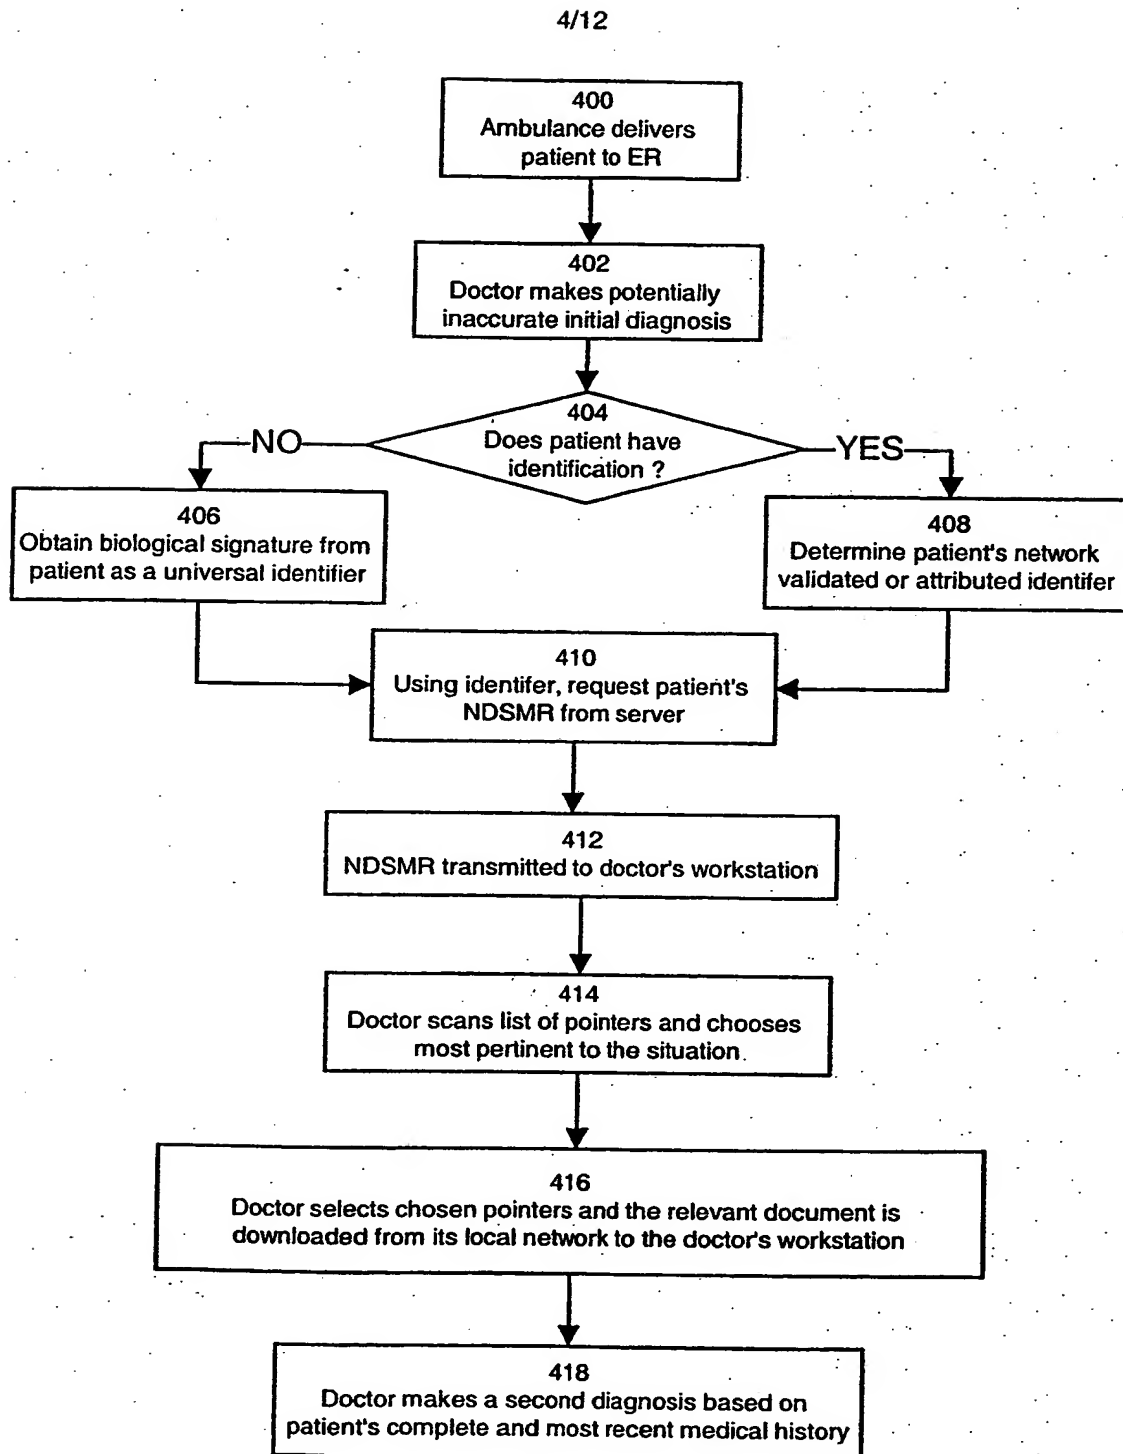 4/12
400
Ambulance delivers
patient to ER
402
Doctor makes potentially
inaccurate initial diagnosis
404
Does patient have
identification ?
NO
YES
406
Obtain biological signature from
patient as a universal identifier
408
Determine patient's network
validated or attributed identifer
410
Using identifer, request patient's
NDSMR from server
412
NDSMR transmitted to doctor's workstation
414
Doctor scans list of pointers and chooses
most pertinent to the situation
416
Doctor selects chosen pointers and the relevant document is
downloaded from its local network to the doctor's workstation
418
Doctor makes a second diagnosis based on
patient's complete and most recent medical history